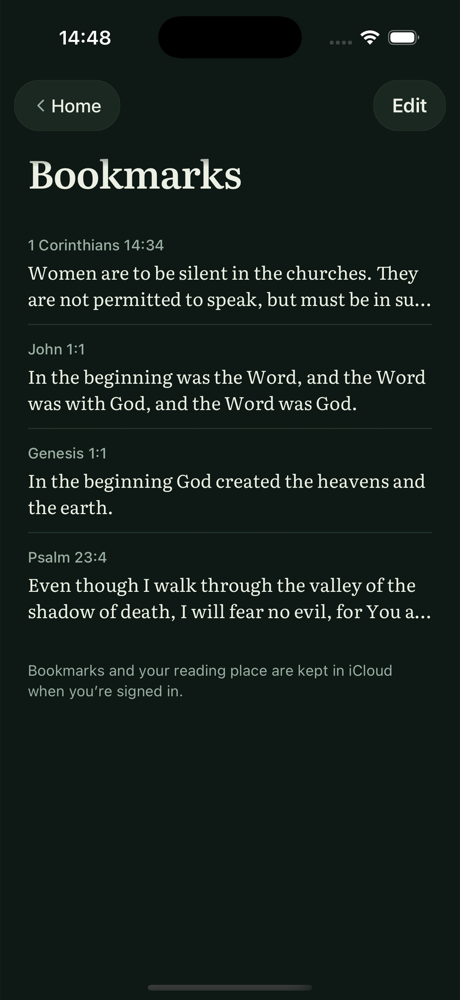 14:48
Home
Edit
Bookmarks
1 Corinthians 14:34
Women are to be silent in the churches. They
are not permitted to speak, but must be in su…
John 1:1
In the beginning was the Word, and the Word
was with God, and the Word was God.
Genesis 1:1
In the beginning God created the heavens and
the earth.
Psalm 23:4
Even though I walk through the valley of the
shadow of death, I will fear no evil, for You a…
Bookmarks and your reading place are kept in iCloud
when you’re signed in.